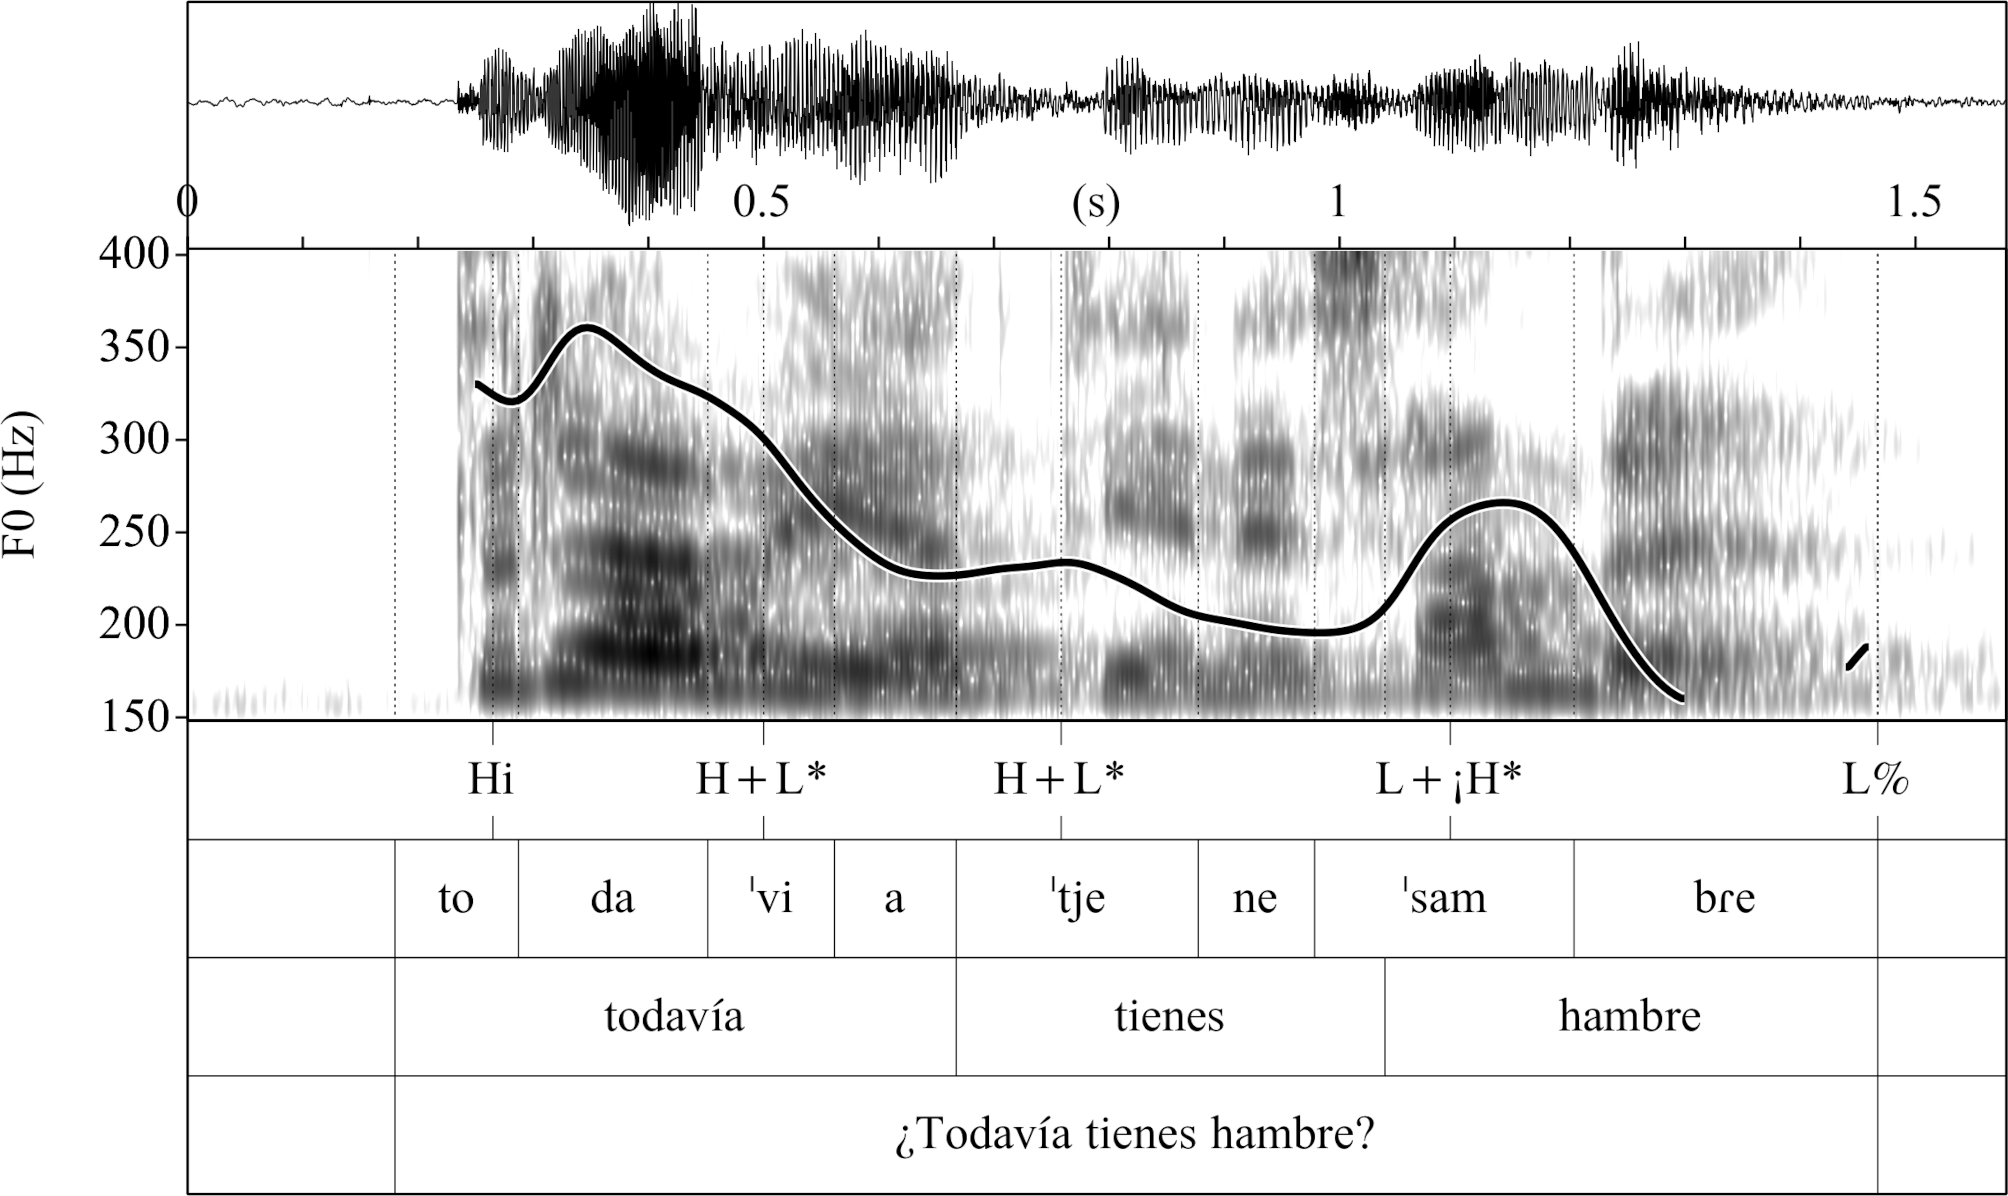 0 0.5 (s) 1 1.5
400
350
300
250
200
150
F0 (Hz)
Hi H+L* H+L* L+¡H* L%
to da ˈvi a ˈtje ne ˈsam bɾe
todavía tienes hambre
¿Todavía tienes hambre?